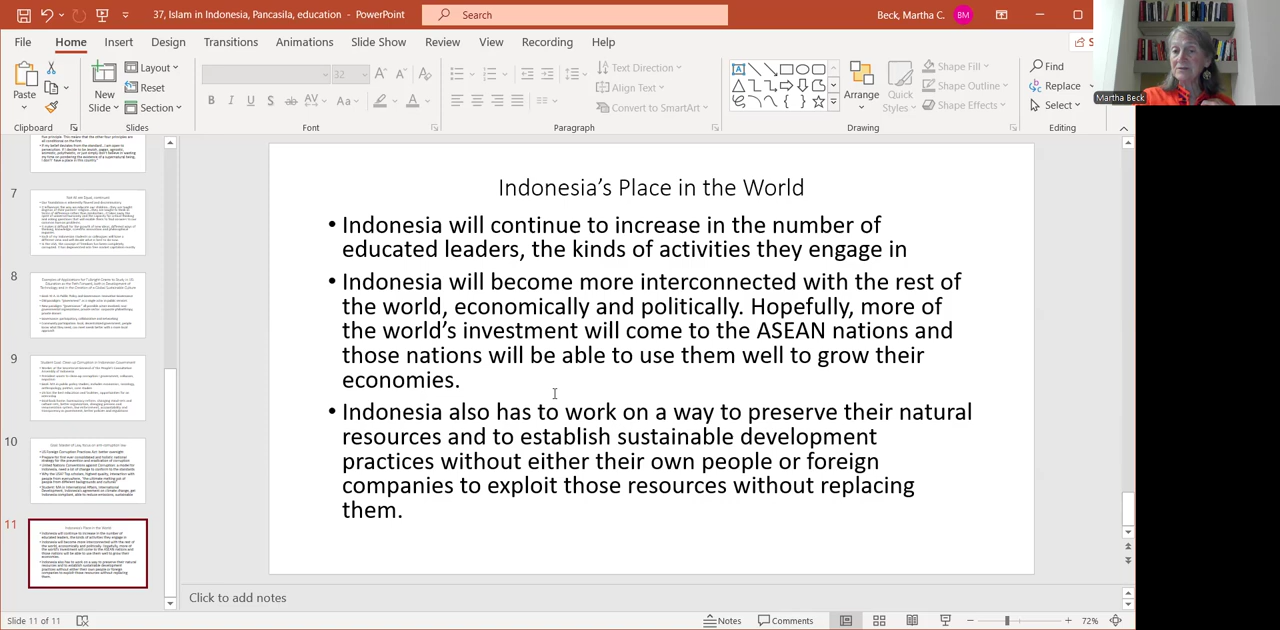 37, Islam in Indonesia, Pancasila, education - PowerPoint
Search
Beck, Martha C.
BM
File Home Insert Design Transitions Animations Slide Show Review View Recording Help
S
Paste
Clipboard
New
Slide
Layout
Reset
Section
Slides
32
B I U S ab AV Aa A
Font
Text Direction
Align Text
Convert to SmartArt
Paragraph
Arrange
Quick
Styles
Shape Fill
Shape Outline
Shape Effects
Drawing
Find
Replace
Select
Editing
Martha Beck
7
8
9
10
11
Indonesia's Place in the World
• Indonesia will continue to increase in the number of
educated leaders, the kinds of activities they engage in
• Indonesia will become more interconnected with the rest of
the world, economically and politically. Hopefully, more of
the world's investment will come to the ASEAN nations and
those nations will be able to use them well to grow their
economies.
• Indonesia also has to work on a way to preserve their natural
resources and to establish sustainable development
practices without either their own people or foreign
companies to exploit those resources without replacing
them.
Click to add notes
Slide 11 of 11
Notes
Comments
72%